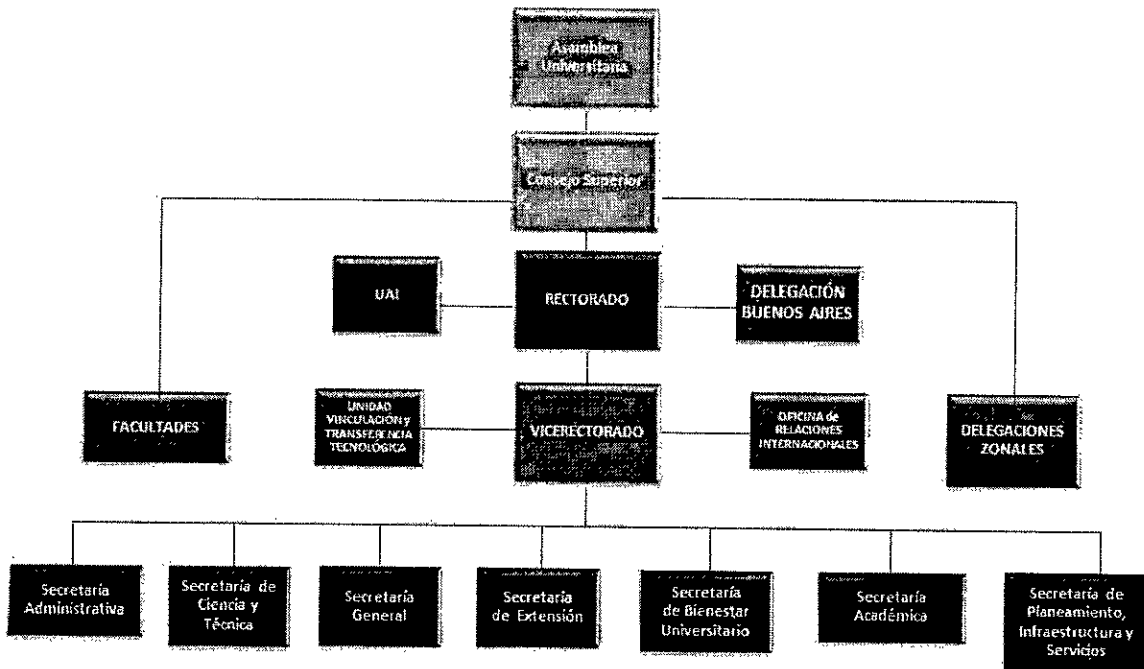 Asamblea
Universitaria
Consejo Superior
UAI
RECTORADO
DELEGACIÓN
BUENOS AIRES
FACULTADES
UNIDAD
VINCULACION y
TRANSFERENCIA
TECNOLÓGICA
VICERECTORADO
OFICINA de
RELACIONES
INTERNACIONALES
DELEGACIONES
ZONALES
Secretaría
Administrativa
Secretaría de
Ciencia y
Técnica
Secretaría
General
Secretaría
de Extensión
Secretaría
de Bienestar
Universitario
Secretaría
Académica
Secretaría de
Planeamiento,
Infraestructura y
Servicios